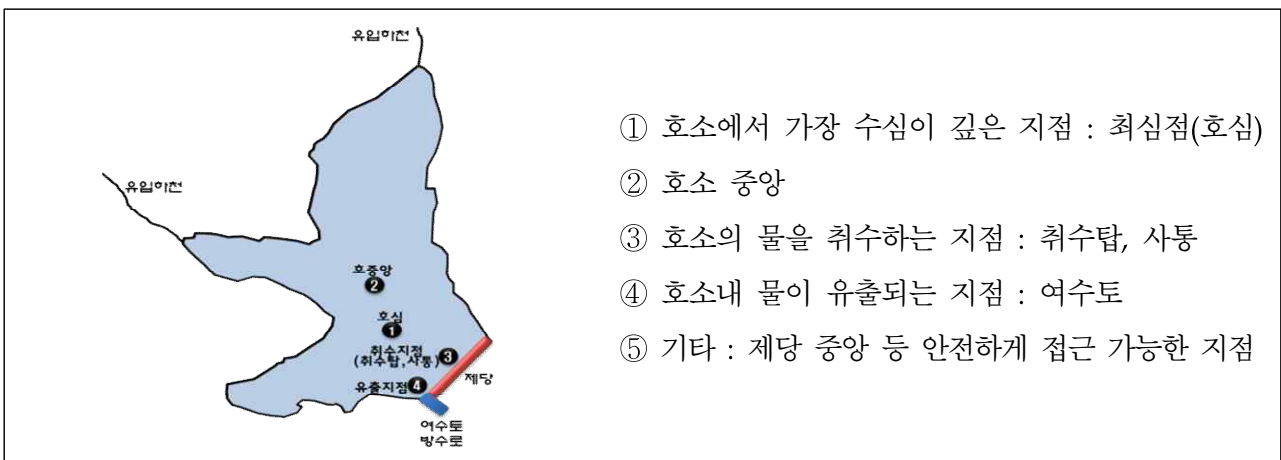 유입하천
유입하천
호중앙
❷
호심
❶
취수지점
(취수탑,사통)❸
제당
유출지점❹
여수토
방수로
① 호소에서 가장 수심이 깊은 지점 : 최심점(호심)
② 호소 중앙
③ 호소의 물을 취수하는 지점 : 취수탑, 사통
④ 호소내 물이 유출되는 지점 : 여수토
⑤ 기타 : 제당 중앙 등 안전하게 접근 가능한 지점